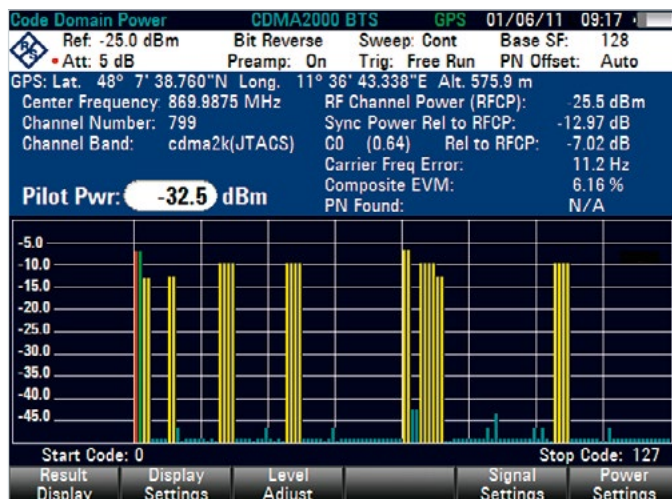 Code Domain Power CDMA2000 BTS GPS 01/06/11 09:17
Ref: -25.0 dBm Bit Reverse Sweep: Cont Base SF: 128
• Att: 5 dB Preamp: On Trig: Free Run PN Offset: Auto
GPS: Lat. 48° 7' 38.760"N Long. 11° 36' 43.338"E Alt. 575.9 m
Center Frequency: 869.9875 MHz RF Channel Power (RFCP): -25.5 dBm
Channel Number: 799 Sync Power Rel to RFCP: -12.97 dB
Channel Band: cdma2k(JTACS) C0 (0.64) Rel to RFCP: -7.02 dB
Carrier Freq Error: 11.2 Hz
Composite EVM: 6.16 %
Pilot Pwr: -32.5 dBm
PN Found: N/A
-5.0
-10.0
-15.0
-20.0
-25.0
-30.0
-35.0
-40.0
-45.0
Start Code: 0 Stop Code: 127
Result Display Display Settings Level Adjust Signal Settings Power Settings